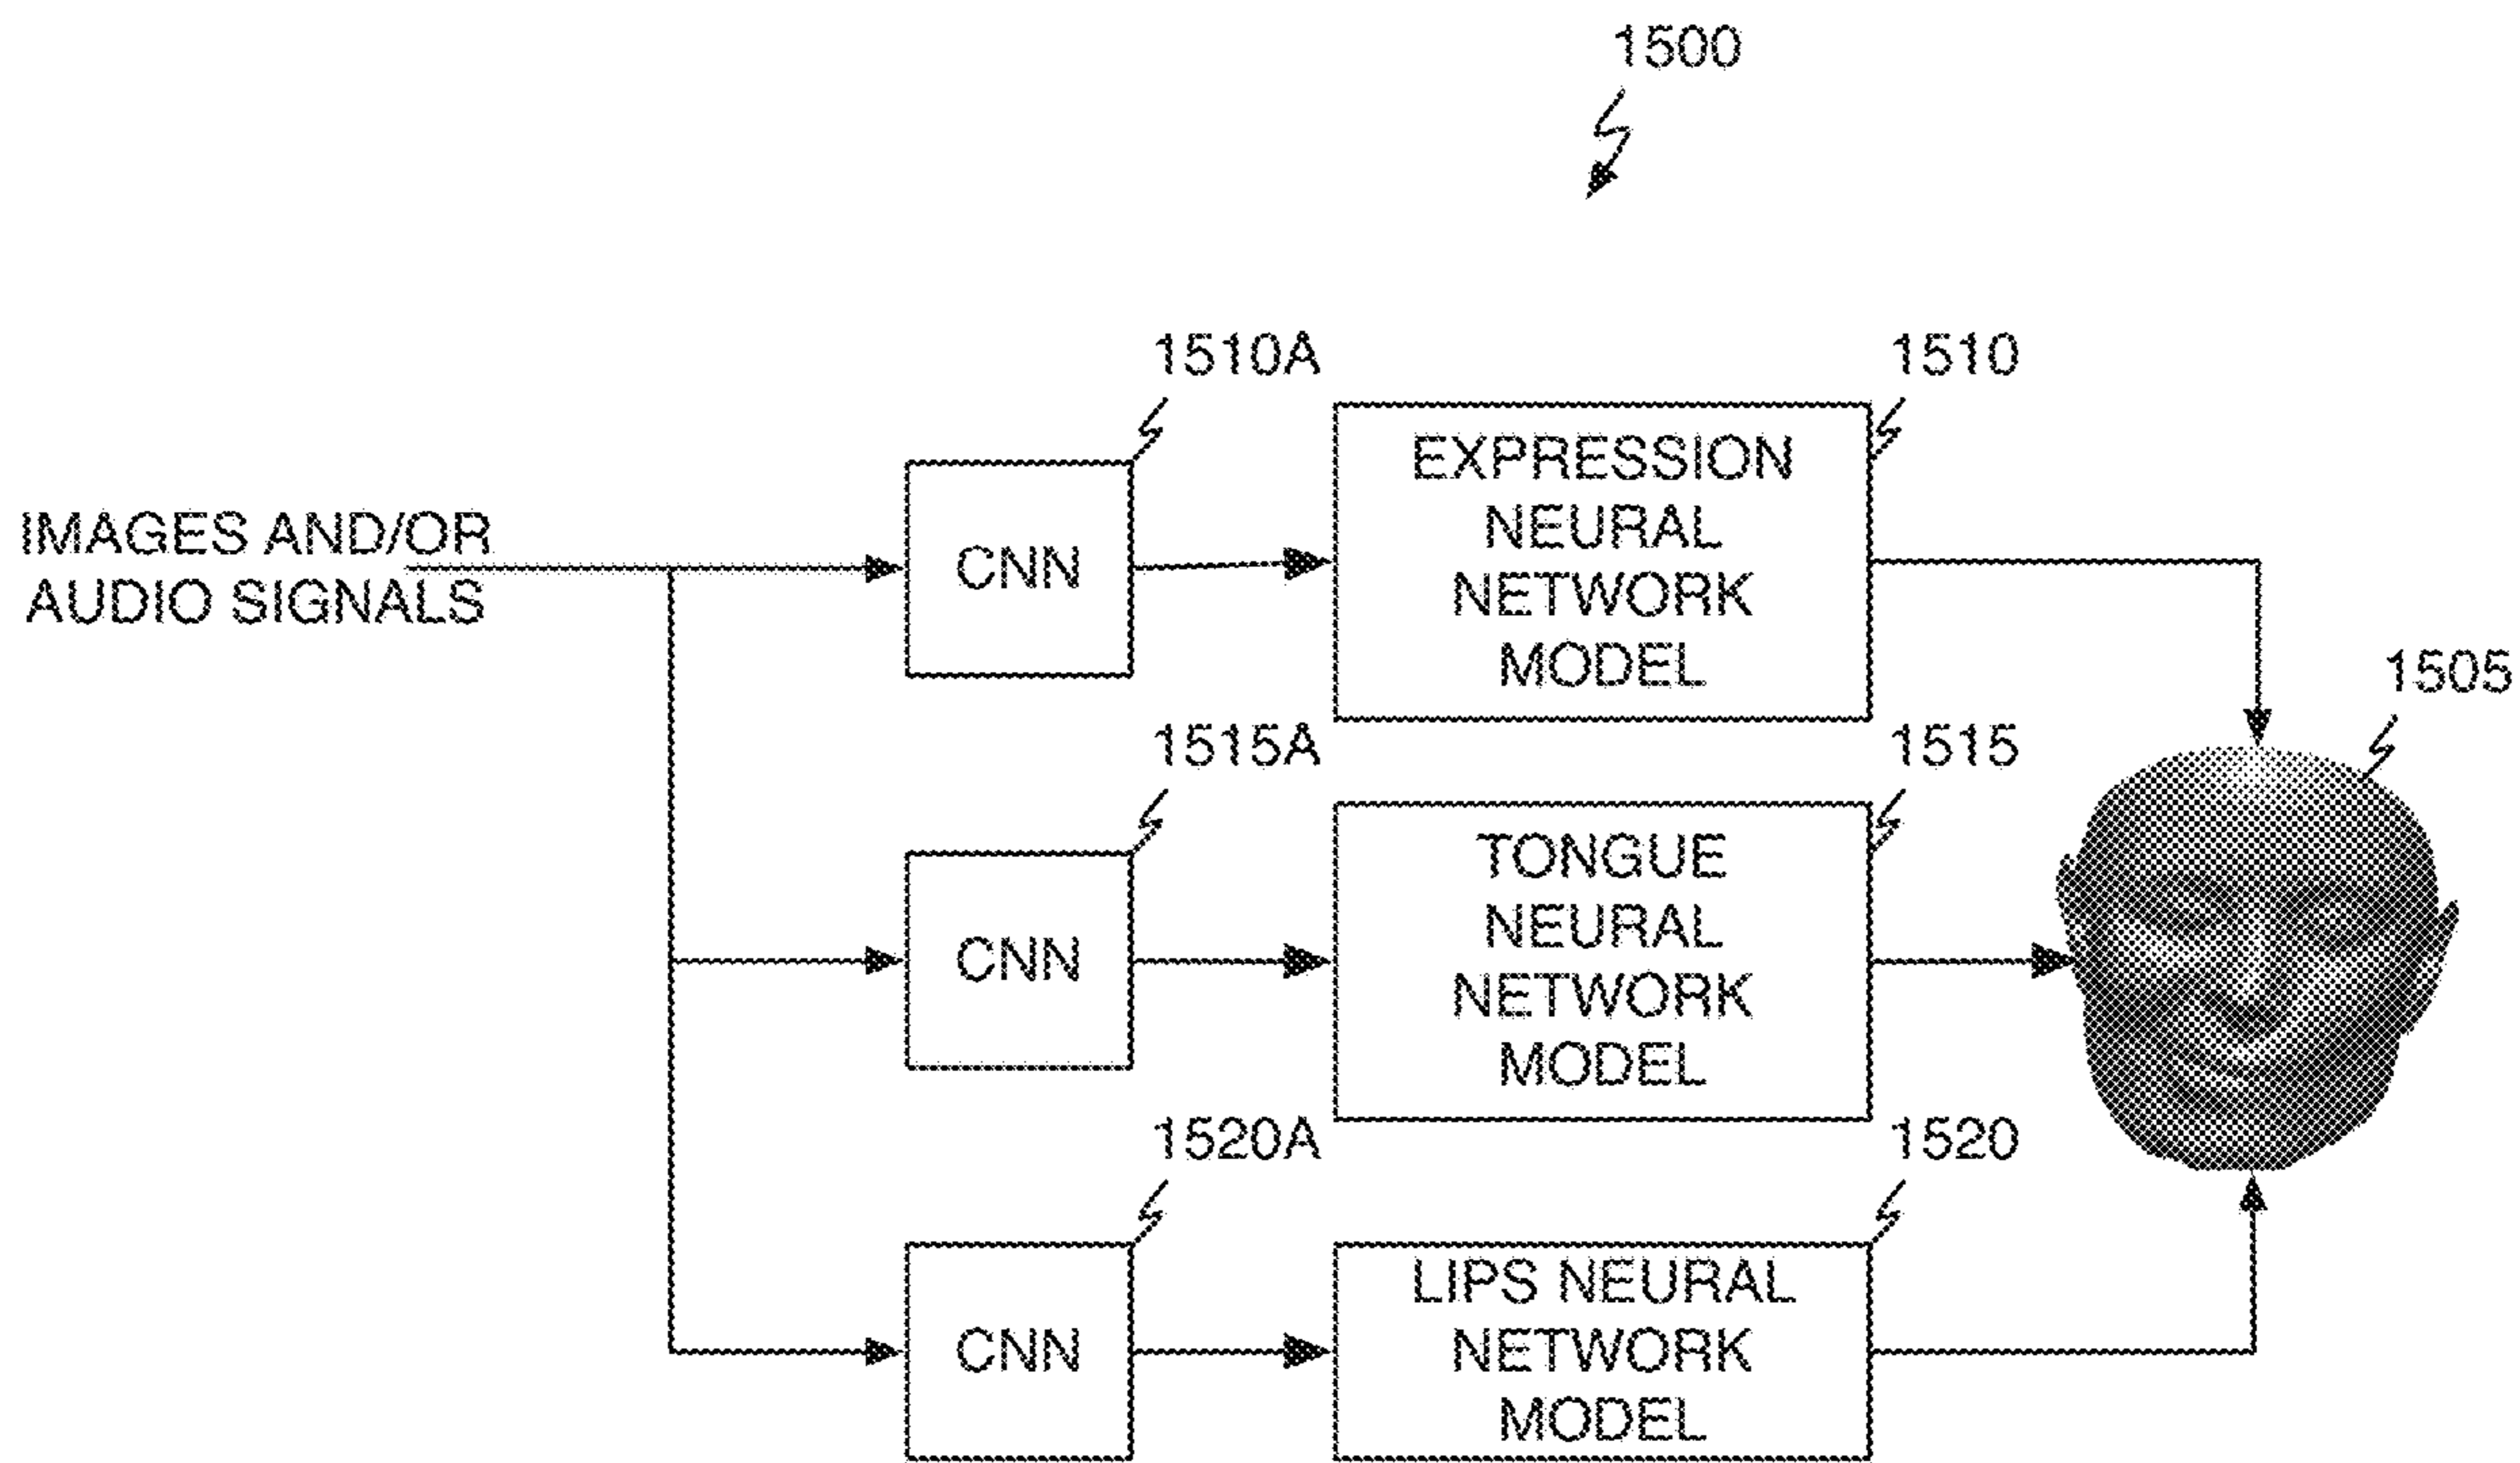 1500
1510A
1510
IMAGES AND/OR
AUDIO SIGNALS
CNN
EXPRESSION
NEURAL
NETWORK
MODEL
1505
1515A
1515
CNN
TONGUE
NEURAL
NETWORK
MODEL
1520A
1520
CNN
LIPS NEURAL
NETWORK
MODEL